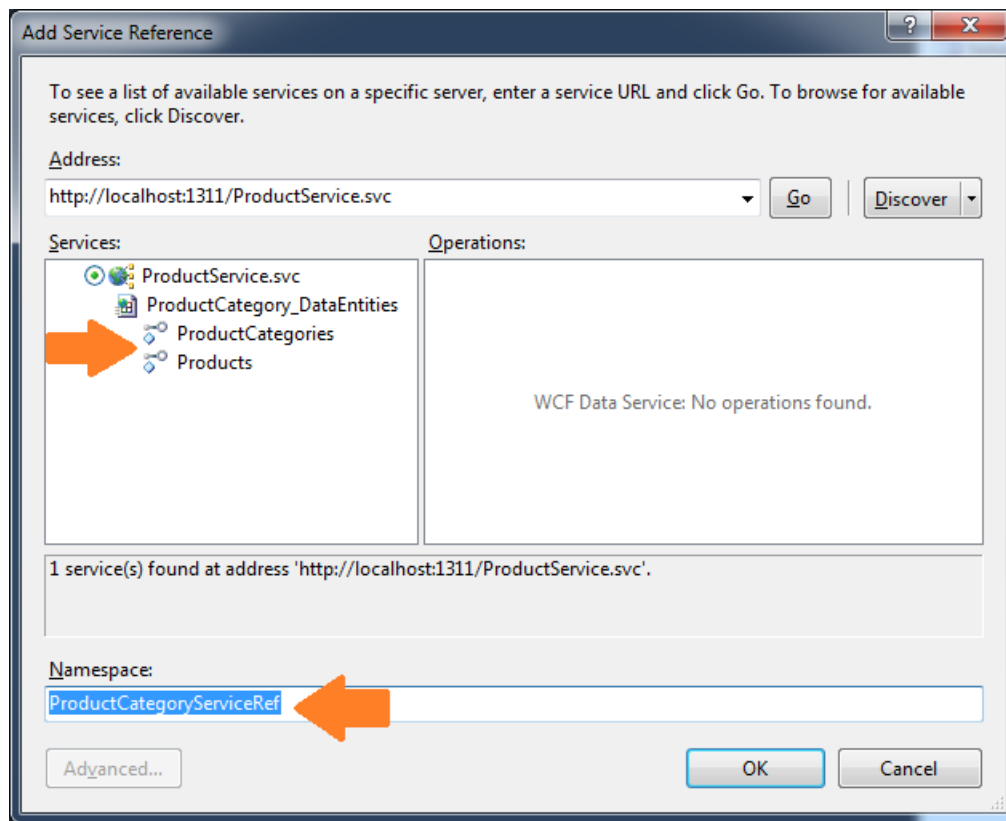 Add Service Reference
?
X
To see a list of available services on a specific server, enter a service URL and click Go. To browse for available
services, click Discover.
Address:
http://localhost:1311/ProductService.svc
Go
Discover
Services:
Operations:
ProductService.svc
ProductCategory_DataEntities
ProductCategories
Products
WCF Data Service: No operations found.
1 service(s) found at address 'http://localhost:1311/ProductService.svc'.
Namespace:
ProductCategoryServiceRef
Advanced...
OK
Cancel